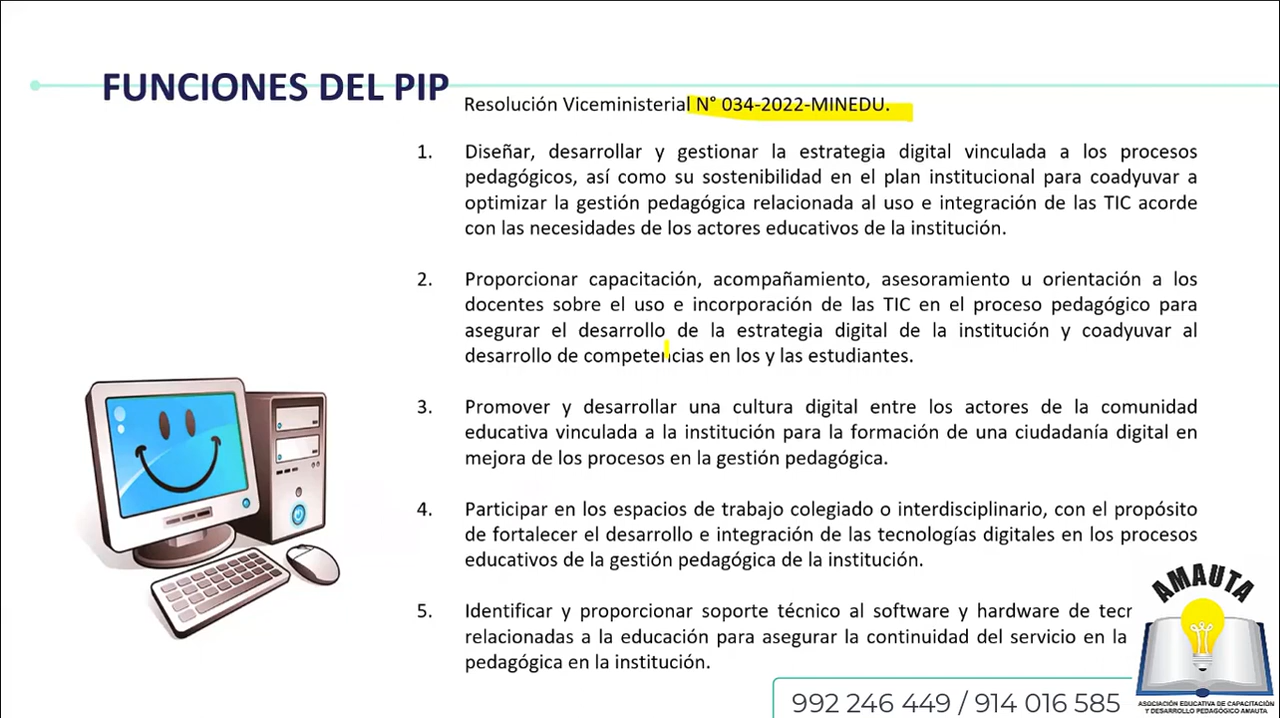 FUNCIONES DEL PIP
Resolución Viceministerial N° 034-2022-MINEDU.
1. Diseñar, desarrollar y gestionar la estrategia digital vinculada a los procesos
pedagógicos, así como su sostenibilidad en el plan institucional para coadyuvar a
optimizar la gestión pedagógica relacionada al uso e integración de las TIC acorde
con las necesidades de los actores educativos de la institución.
2. Proporcionar capacitación, acompañamiento, asesoramiento u orientación a los
docentes sobre el uso e incorporación de las TIC en el proceso pedagógico para
asegurar el desarrollo de la estrategia digital de la institución y coadyuvar al
desarrollo de competencias en los y las estudiantes.
3. Promover y desarrollar una cultura digital entre los actores de la comunidad
educativa vinculada a la institución para la formación de una ciudadanía digital en
mejora de los procesos en la gestión pedagógica.
4. Participar en los espacios de trabajo colegiado o interdisciplinario, con el propósito
de fortalecer el desarrollo e integración de las tecnologías digitales en los procesos
educativos de la gestión pedagógica de la institución.
5. Identificar y proporcionar soporte técnico al software y hardware de
relacionadas a la educación para asegurar la continuidad del servicio en la
pedagógica en la institución.
992 246 449 / 914 016 585
AMAUTA
ASOCIACIÓN EDUCATIVA DE CAPACITACIÓN
Y DESARROLLO PEDAGÓGICO AMAUTA